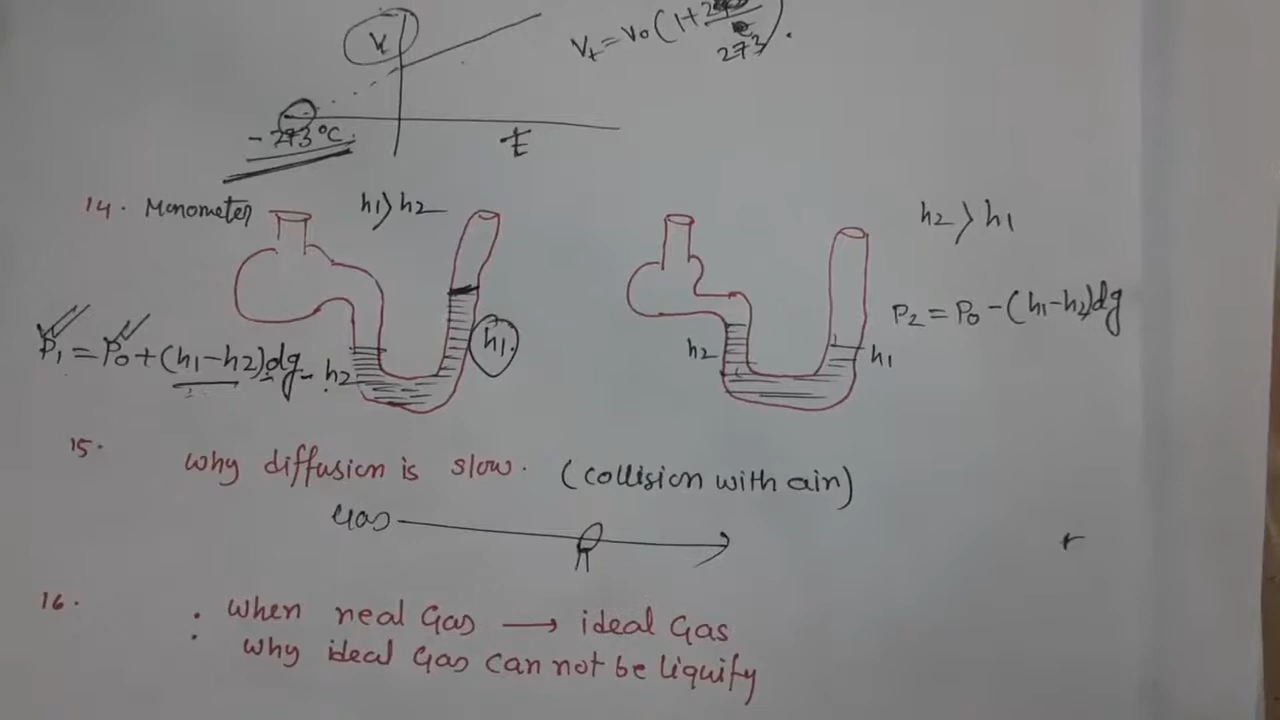 V
Vt = V0 (1 + 273).
-273°C
t
14. Manometer h1 > h2
h2 > h1
P1 = P0 + (h1 - h2)dg
h2
h1.
h2
h1
P2 = P0 - (h1 - h2)dg
15. why diffusion is slow. (collision with air)
Gas
16. : when real Gas → ideal Gas
why ideal Gas can not be liquify